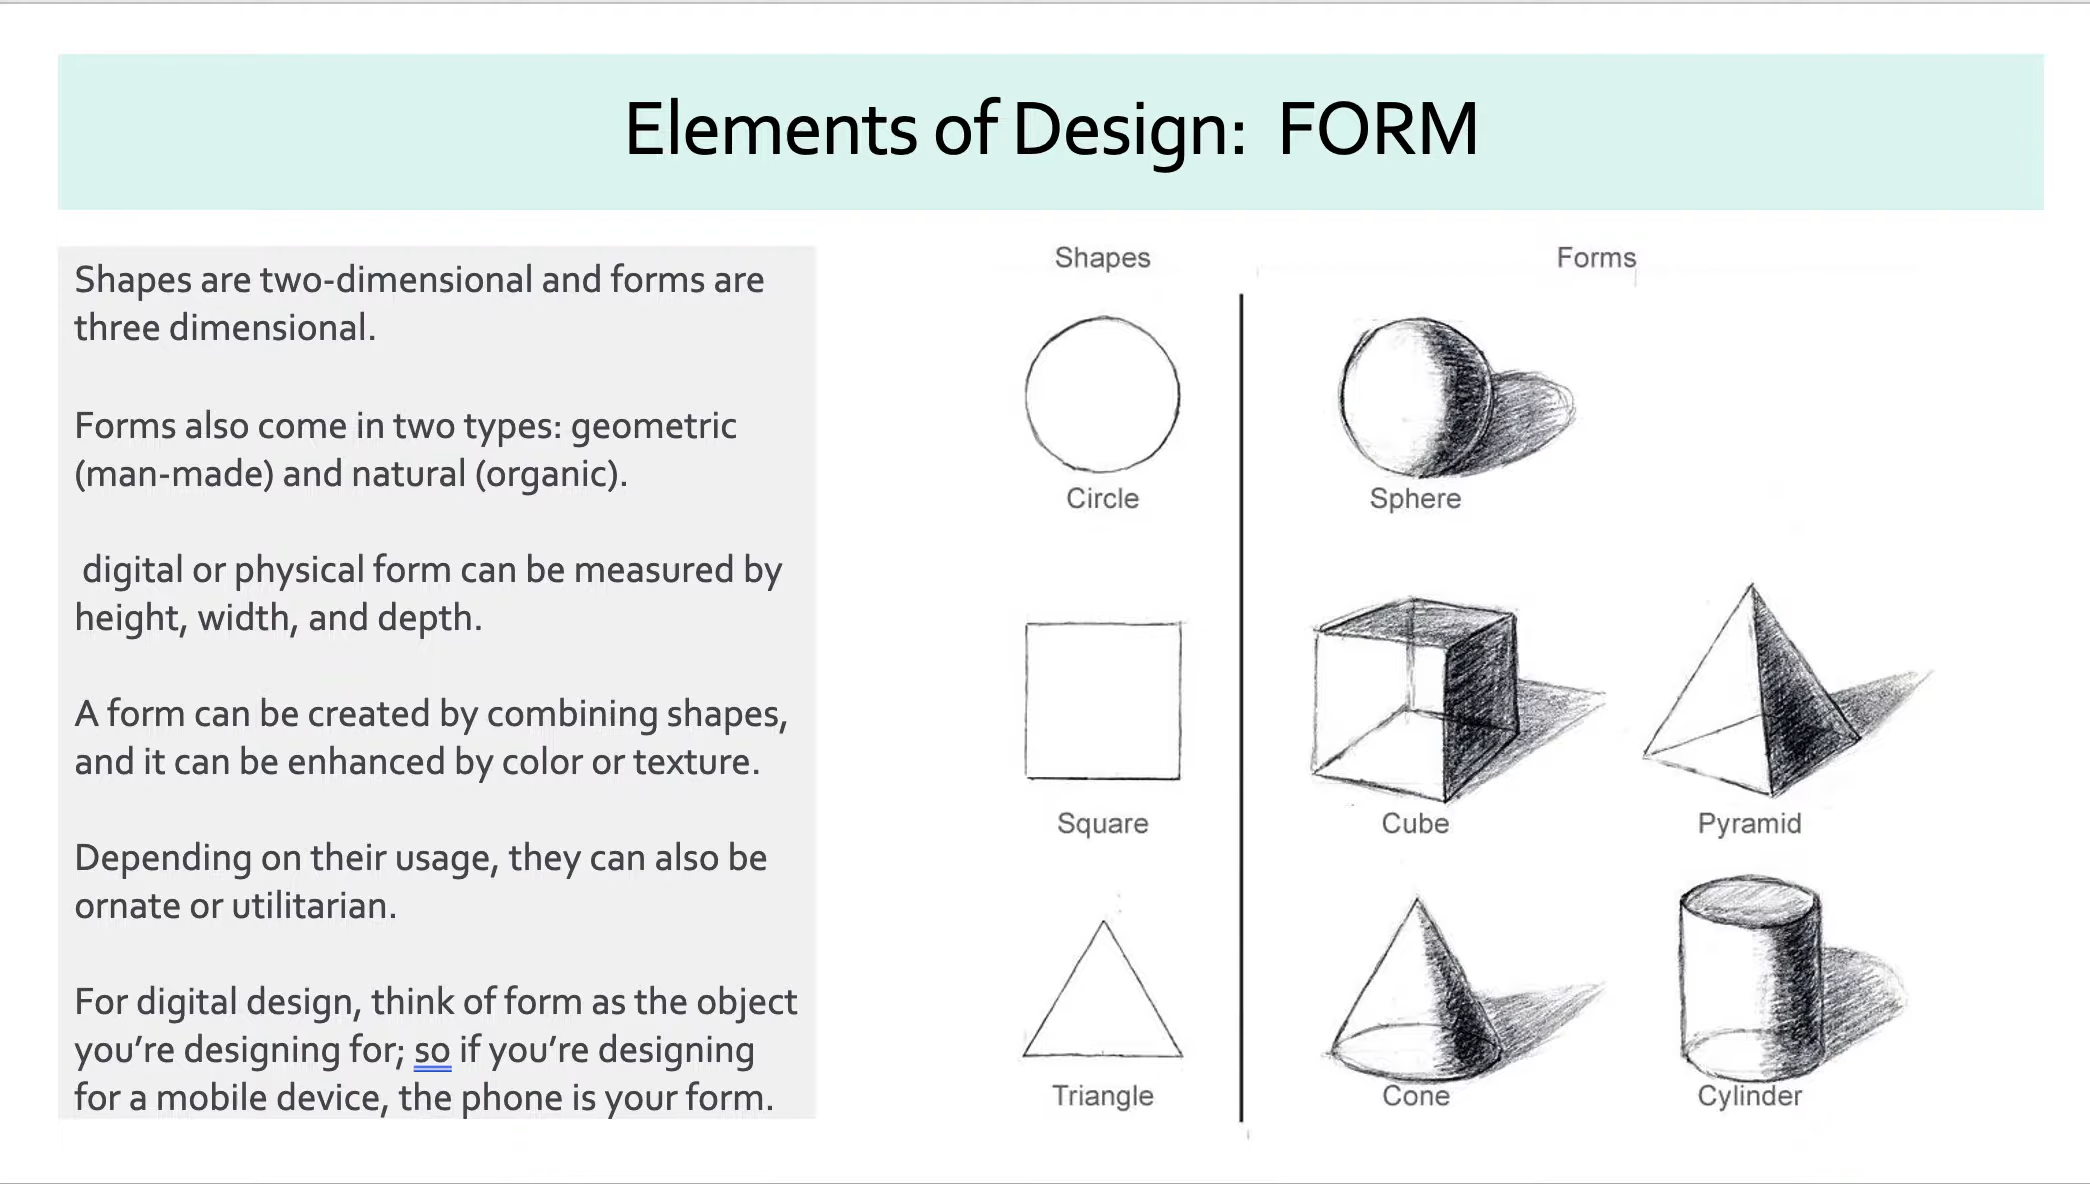 Elements of Design: FORM
Shapes are two-dimensional and forms are
three dimensional.
Forms also come in two types: geometric
(man-made) and natural (organic).
digital or physical form can be measured by
height, width, and depth.
A form can be created by combining shapes,
and it can be enhanced by color or texture.
Depending on their usage, they can also be
ornate or utilitarian.
For digital design, think of form as the object
you're designing for; so if you're designing
for a mobile device, the phone is your form.
Shapes
Forms
Circle
Sphere
Square
Cube
Pyramid
Triangle
Cone
Cylinder